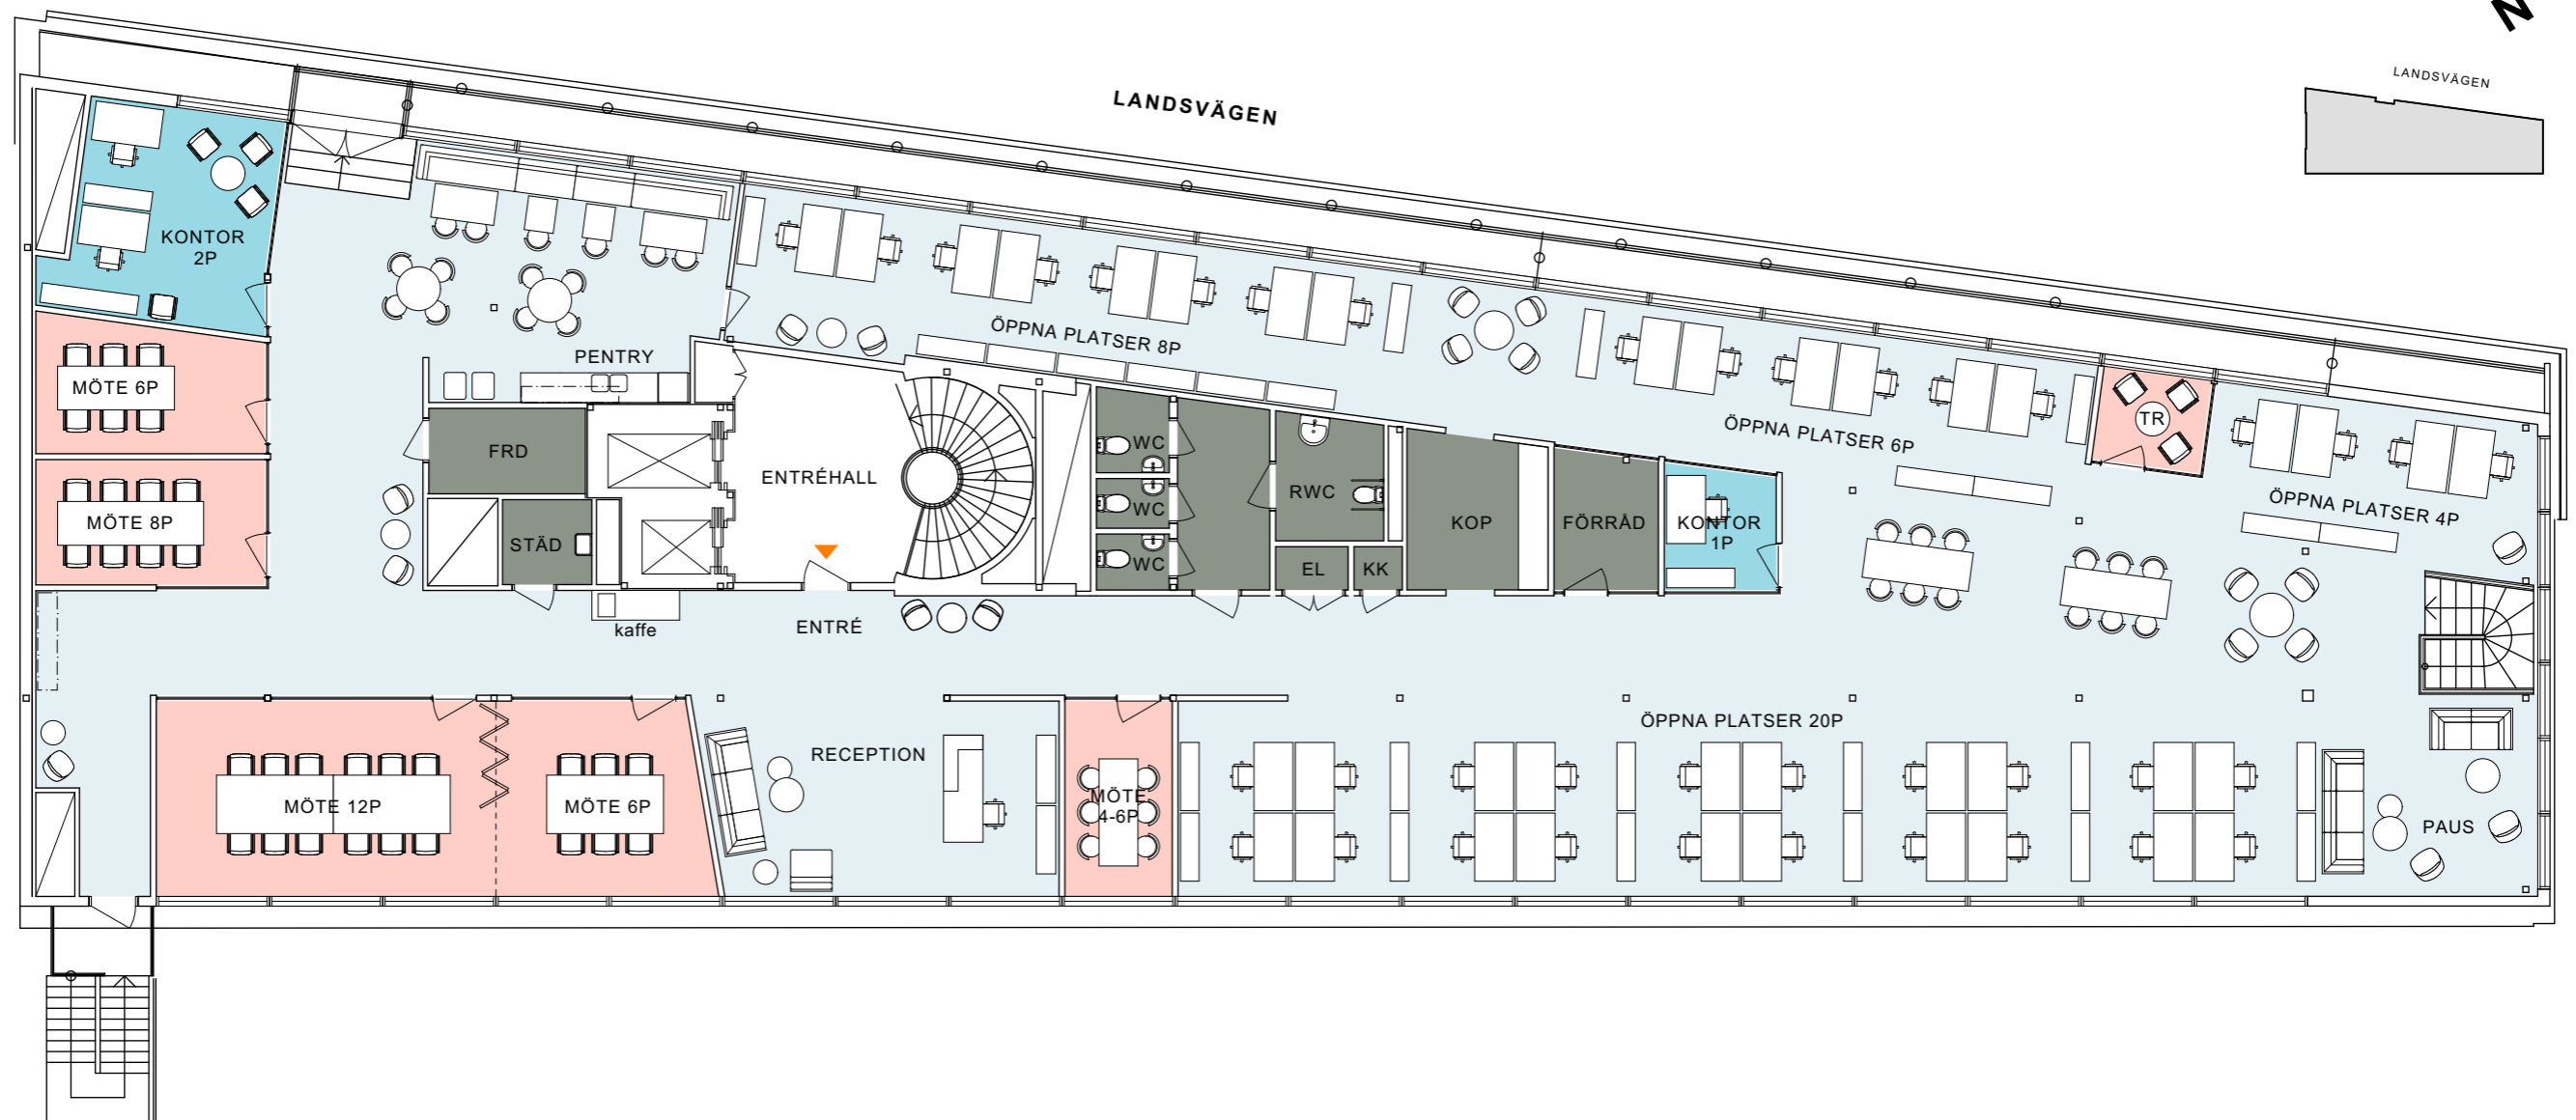 N
LANDSVÄGEN
LANDSVÄGEN
KONTOR
2P
ÖPPNA PLATSER 8P
PENTRY
MÖTE 6P
TR
ÖPPNA PLATSER 6P
WC
FRD
ENTRÉHALL
RWC
ÖPPNA PLATSER 4P
WC
MÖTE 8P
KOP
FÖRRÅD
KONTOR
1P
STÄD
WC
EL
KK
kaffe
ENTRÉ
ÖPPNA PLATSER 20P
RECEPTION
MÖTE 12P
MÖTE 6P
MÖTE
4-6P
PAUS